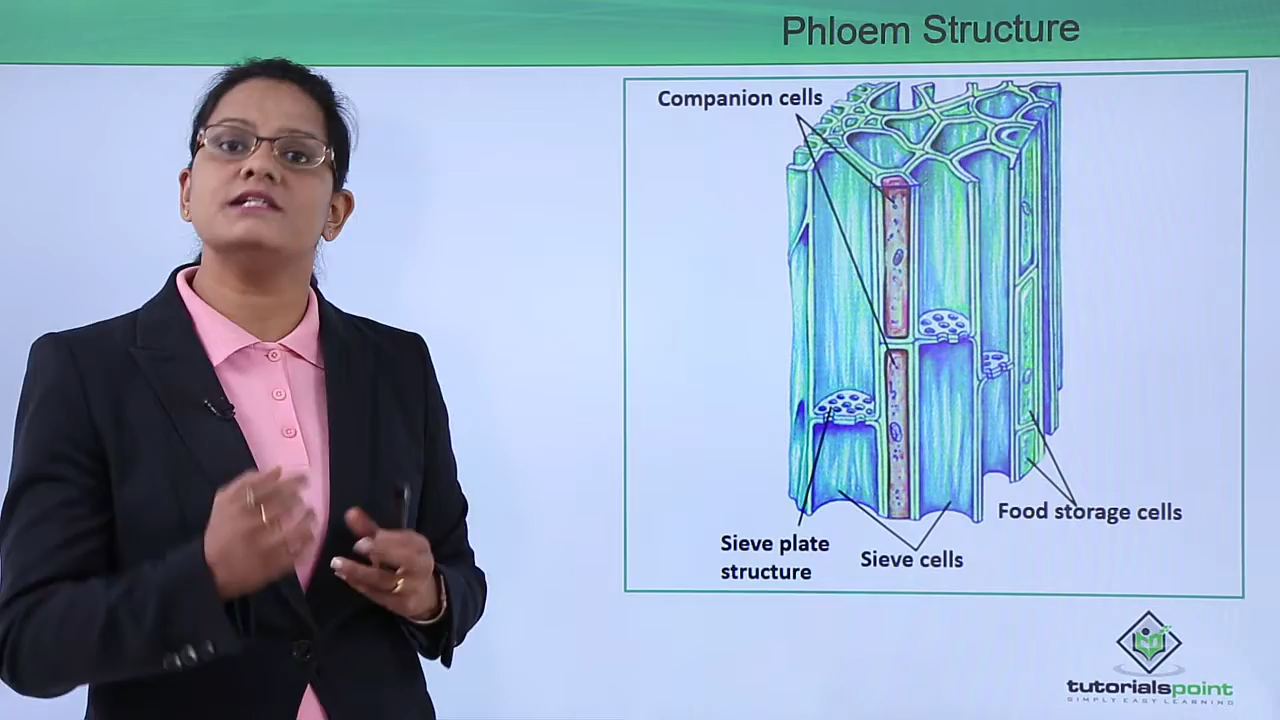 Phloem Structure
Companion cells
Food storage cells
Sieve plate
structure
Sieve cells
tutorialspoint
SIMPLY EASY LEARNING